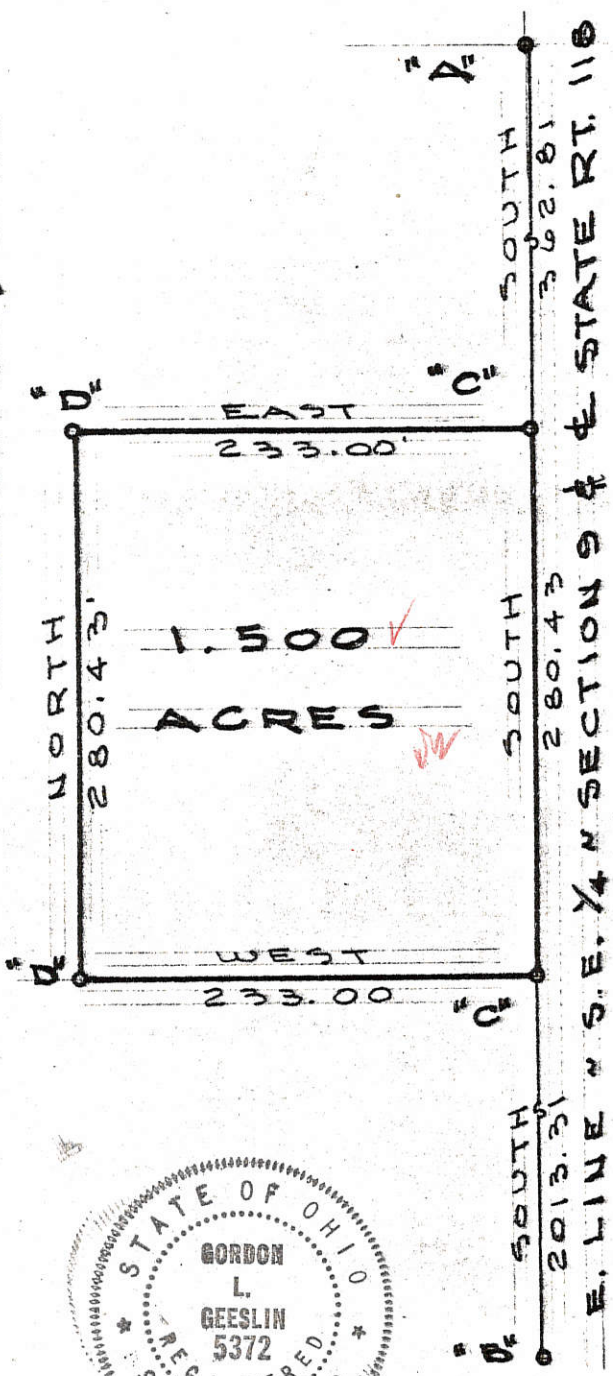 "A"
SOUTH
362.81
"D"
"C"
EAST
233.00'
NORTH
280.43'
1.500 ✓
ACRES
JW
SOUTH
280.43
WEST
233.00
"D"
"C"
SOUTH
2013.31
"B"
E. LINE ~ S.E. 1/4 ~ SECTION 9 & ℄ STATE RT. 118
STATE OF OHIO
GORDON
L.
GEESLIN
5372